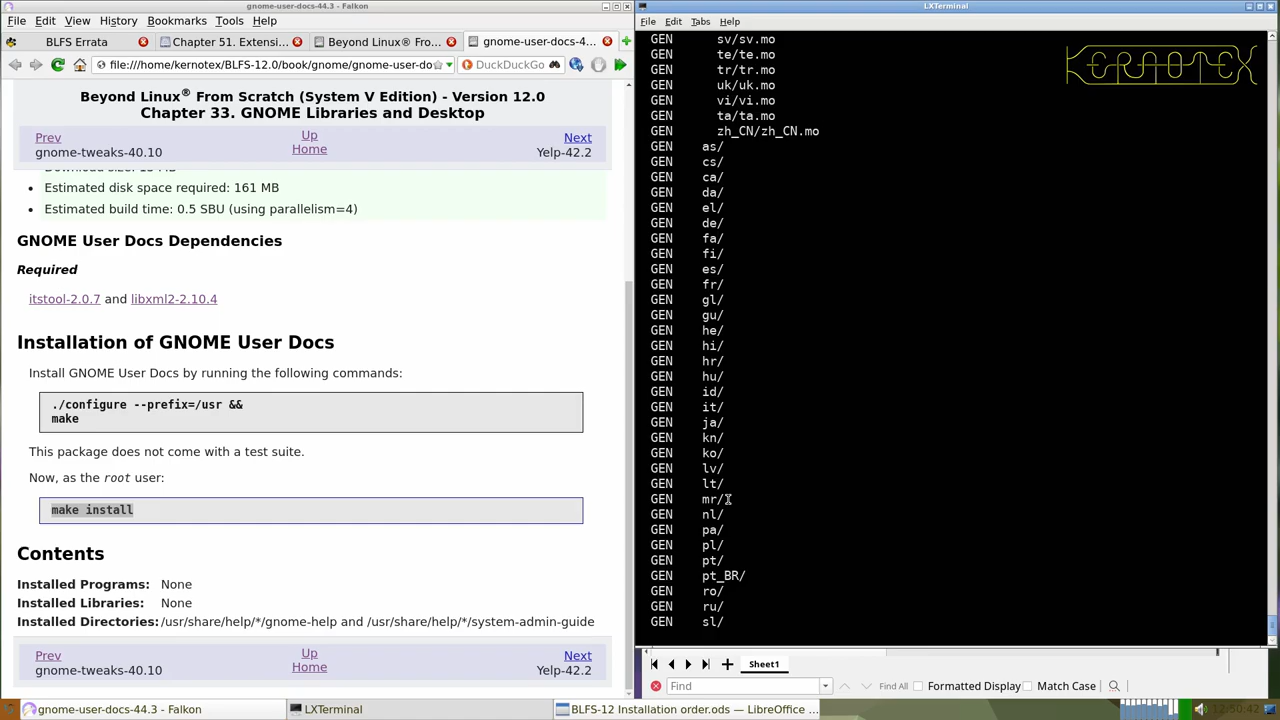 gnome-user-docs-44.3 - Falkon
File Edit View History Bookmarks Tools Help
BLFS Errata
Chapter 51. Extensi...
Beyond Linux® Fro...
gnome-user-docs-4...
file:///home/kernotex/BLFS-12.0/book/gnome/gnome-user-do
DuckDuckGo
Beyond Linux® From Scratch (System V Edition) - Version 12.0
Chapter 33. GNOME Libraries and Desktop
Prev
gnome-tweaks-40.10
Up
Home
Next
Yelp-42.2
Estimated disk space required: 161 MB
Estimated build time: 0.5 SBU (using parallelism=4)
GNOME User Docs Dependencies
Required
itstool-2.0.7 and libxml2-2.10.4
Installation of GNOME User Docs
Install GNOME User Docs by running the following commands:
./configure --prefix=/usr &&
make
This package does not come with a test suite.
Now, as the root user:
make install
Contents
Installed Programs: None
Installed Libraries: None
Installed Directories: /usr/share/help/*/gnome-help and /usr/share/help/*/system-admin-guide
Prev
gnome-tweaks-40.10
Up
Home
Next
Yelp-42.2
LXTerminal
File Edit Tabs Help
KERNOTEX
GEN sv/sv.mo
GEN te/te.mo
GEN tr/tr.mo
GEN uk/uk.mo
GEN vi/vi.mo
GEN ta/ta.mo
GEN zh_CN/zh_CN.mo
GEN as/
GEN cs/
GEN ca/
GEN da/
GEN el/
GEN de/
GEN fa/
GEN fi/
GEN es/
GEN fr/
GEN gl/
GEN gu/
GEN he/
GEN hi/
GEN hr/
GEN hu/
GEN id/
GEN it/
GEN ja/
GEN kn/
GEN ko/
GEN lv/
GEN lt/
GEN mr/
GEN nl/
GEN pa/
GEN pl/
GEN pt/
GEN pt_BR/
GEN ro/
GEN ru/
GEN sl/
Sheet1
Find
Find All
Formatted Display
Match Case
gnome-user-docs-44.3 - Falkon
LXTerminal
BLFS-12 Installation order.ods — LibreOffice ...
12:50:42